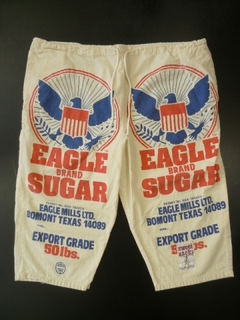 EAGLE
BRAND
SUGAR
EAGLE MILLS LTD.
BOMONT TEXAS 14089
EXPORT GRADE
50 lbs.
EAGLE
BRAND
SUGAR
EAGLE MILLS LTD.
BOMONT TEXAS 14089
EXPORT GRADE
lbs.